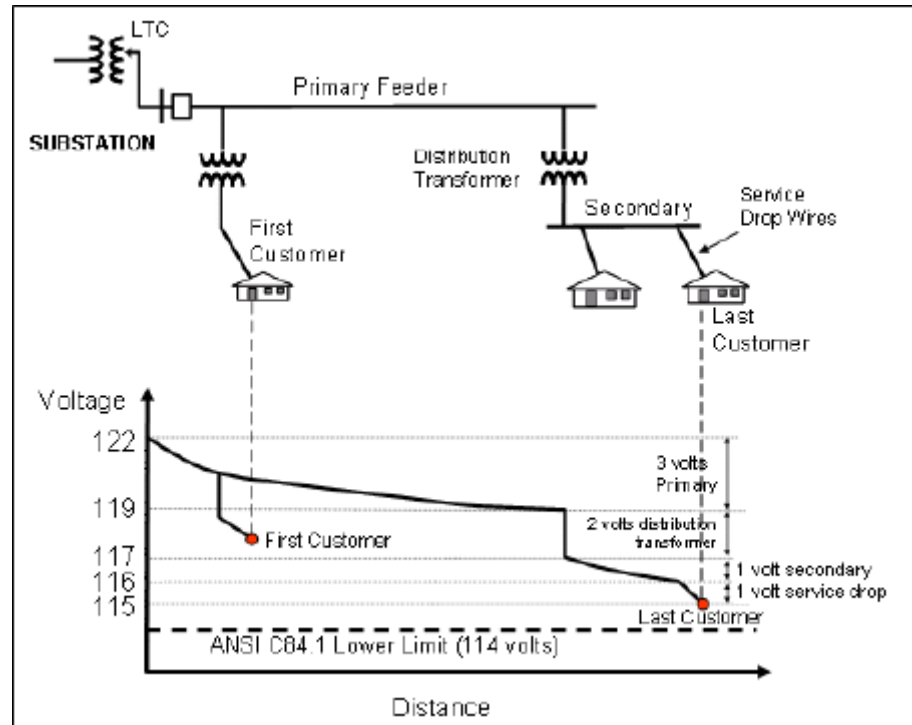 LTC
Primary Feeder
SUBSTATION
Distribution
Transformer
Secondary
Service
Drop Wires
First
Customer
Last
Customer
Voltage
122
3 volts
Primary
119
2 volts distribution
transformer
First Customer
117
1 volt secondary
116
1 volt service drop
115
Last Customer
ANSI C84.1 Lower Limit (114 volts)
Distance